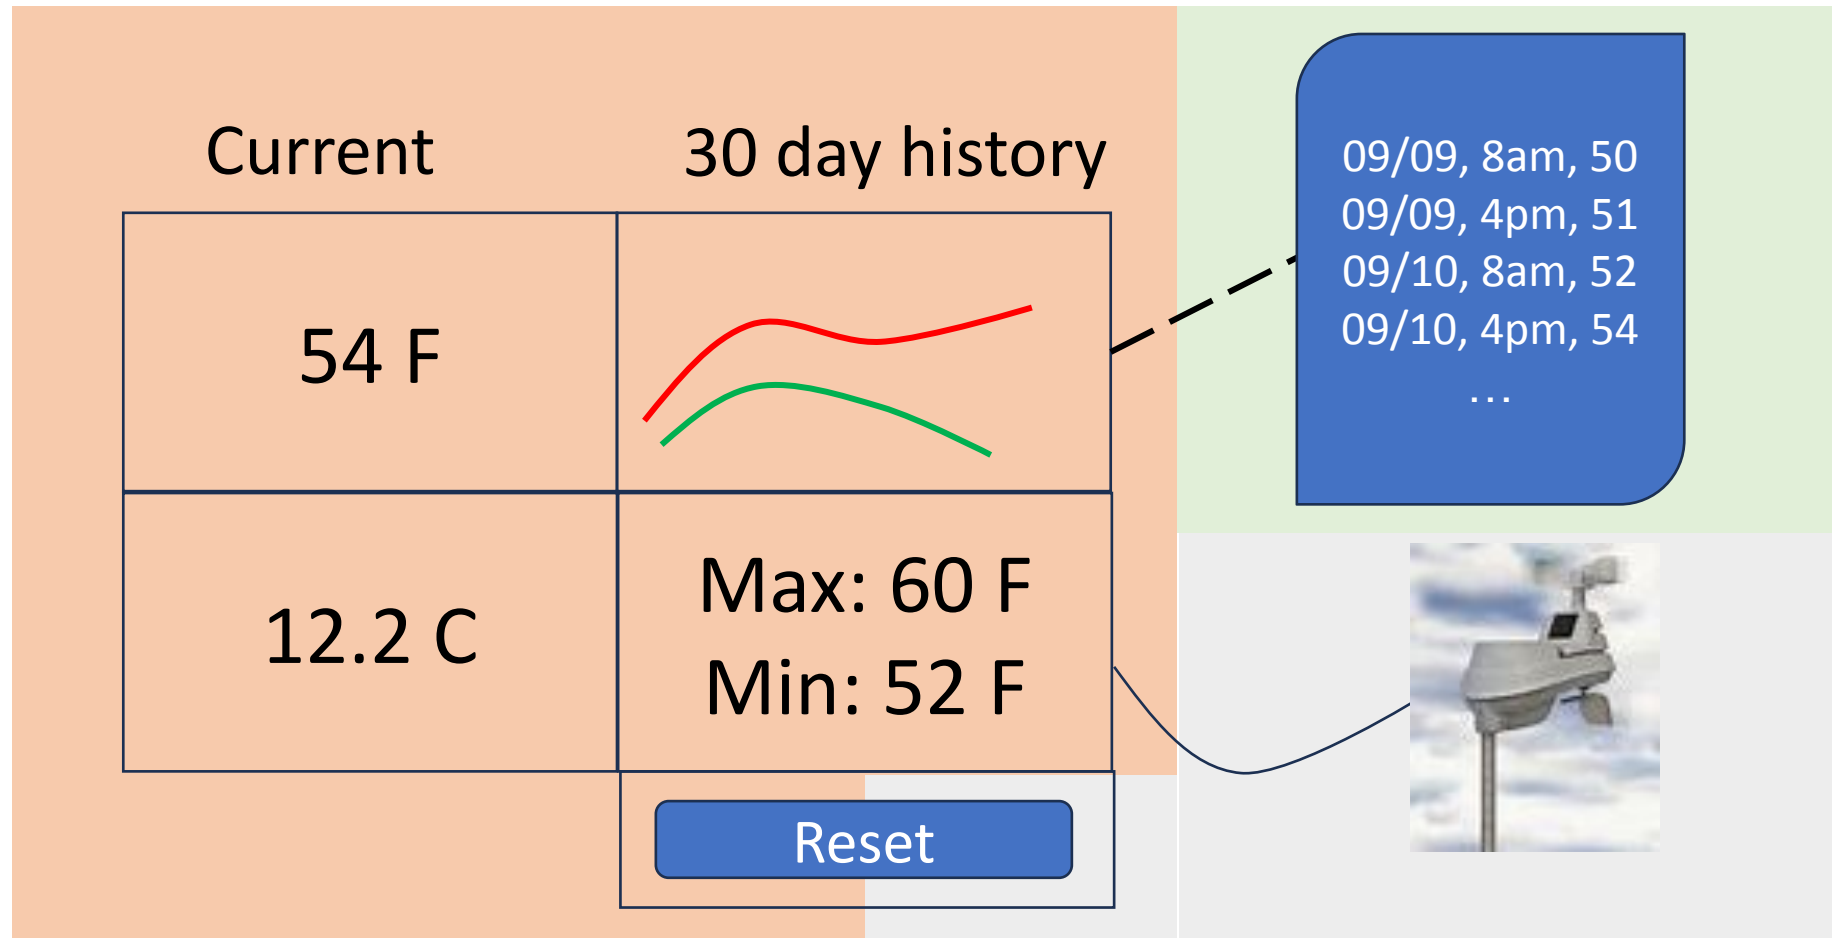 Current
30 day history
54 F
12.2 C
Max: 60 F
Min: 52 F
Reset
09/09, 8am, 50
09/09, 4pm, 51
09/10, 8am, 52
09/10, 4pm, 54
...